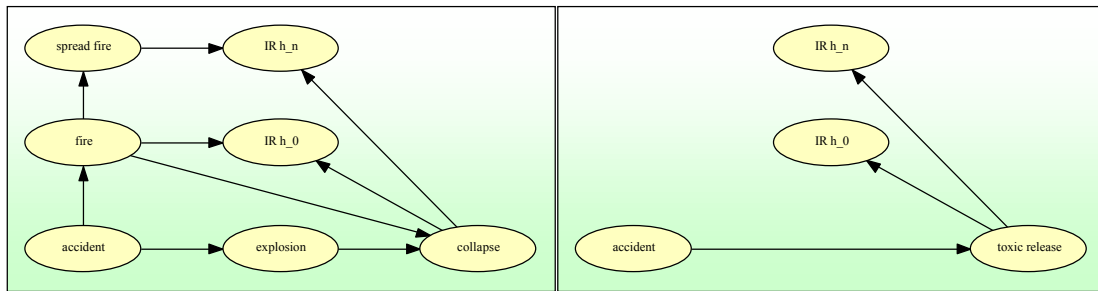 spread fire
IR h_n
fire
IR h_0
accident
explosion
collapse
IR h_n
IR h_0
accident
toxic release